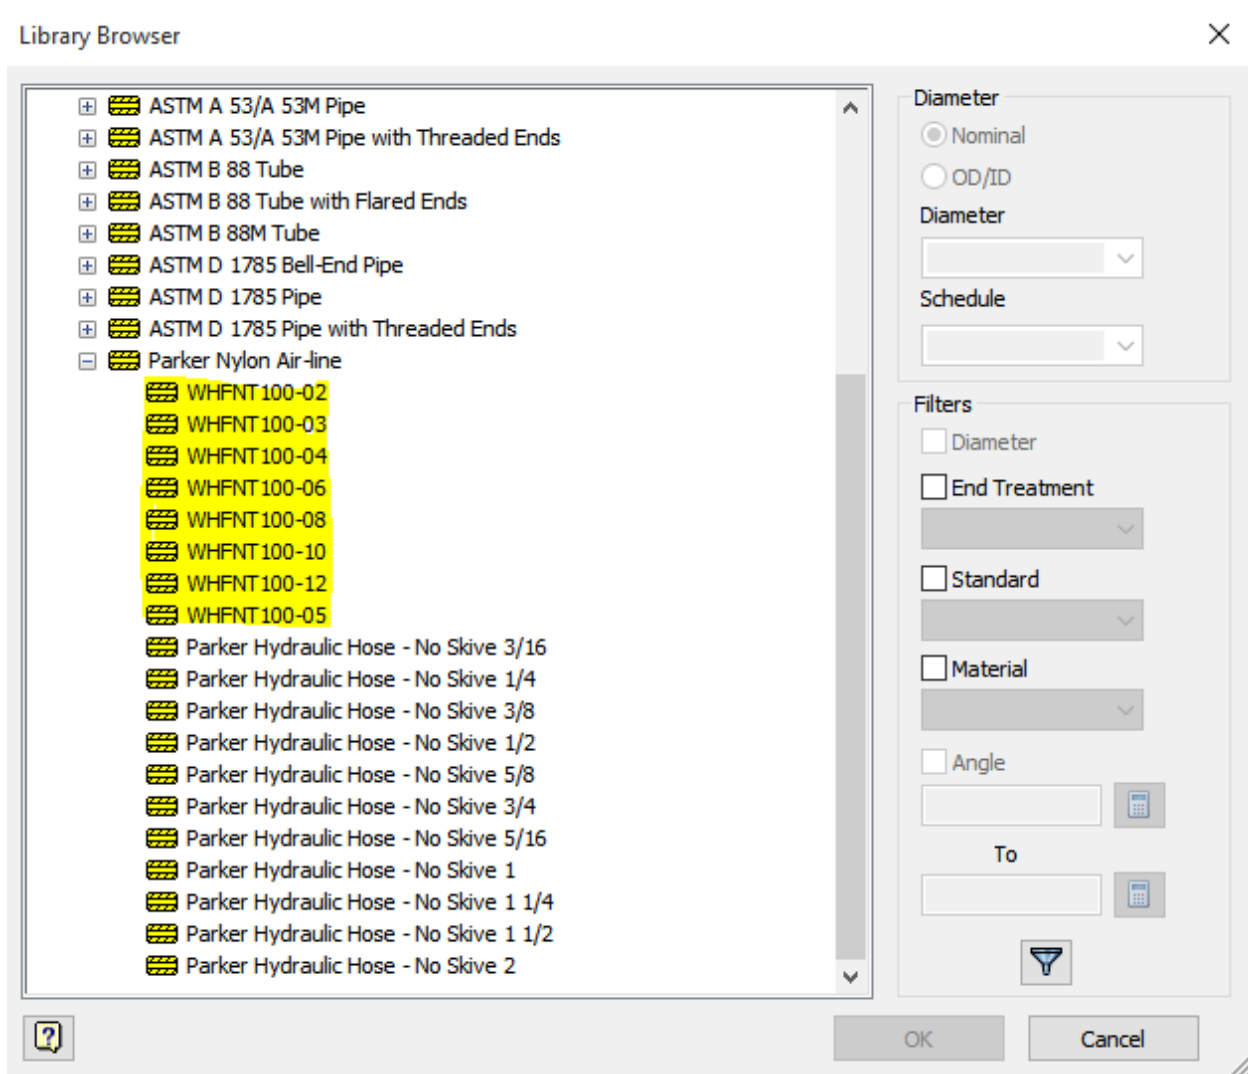 Library Browser
ASTM A 53/A 53M Pipe
ASTM A 53/A 53M Pipe with Threaded Ends
ASTM B 88 Tube
ASTM B 88 Tube with Flared Ends
ASTM B 88M Tube
ASTM D 1785 Bell-End Pipe
ASTM D 1785 Pipe
ASTM D 1785 Pipe with Threaded Ends
Parker Nylon Air-line
WHFNT100-02
WHFNT100-03
WHFNT100-04
WHFNT100-06
WHFNT100-08
WHFNT100-10
WHFNT100-12
WHFNT100-05
Parker Hydraulic Hose - No Skive 3/16
Parker Hydraulic Hose - No Skive 1/4
Parker Hydraulic Hose - No Skive 3/8
Parker Hydraulic Hose - No Skive 1/2
Parker Hydraulic Hose - No Skive 5/8
Parker Hydraulic Hose - No Skive 3/4
Parker Hydraulic Hose - No Skive 5/16
Parker Hydraulic Hose - No Skive 1
Parker Hydraulic Hose - No Skive 1 1/4
Parker Hydraulic Hose - No Skive 1 1/2
Parker Hydraulic Hose - No Skive 2
Diameter
Nominal
OD/ID
Diameter
Schedule
Filters
Diameter
End Treatment
Standard
Material
Angle
To
OK
Cancel